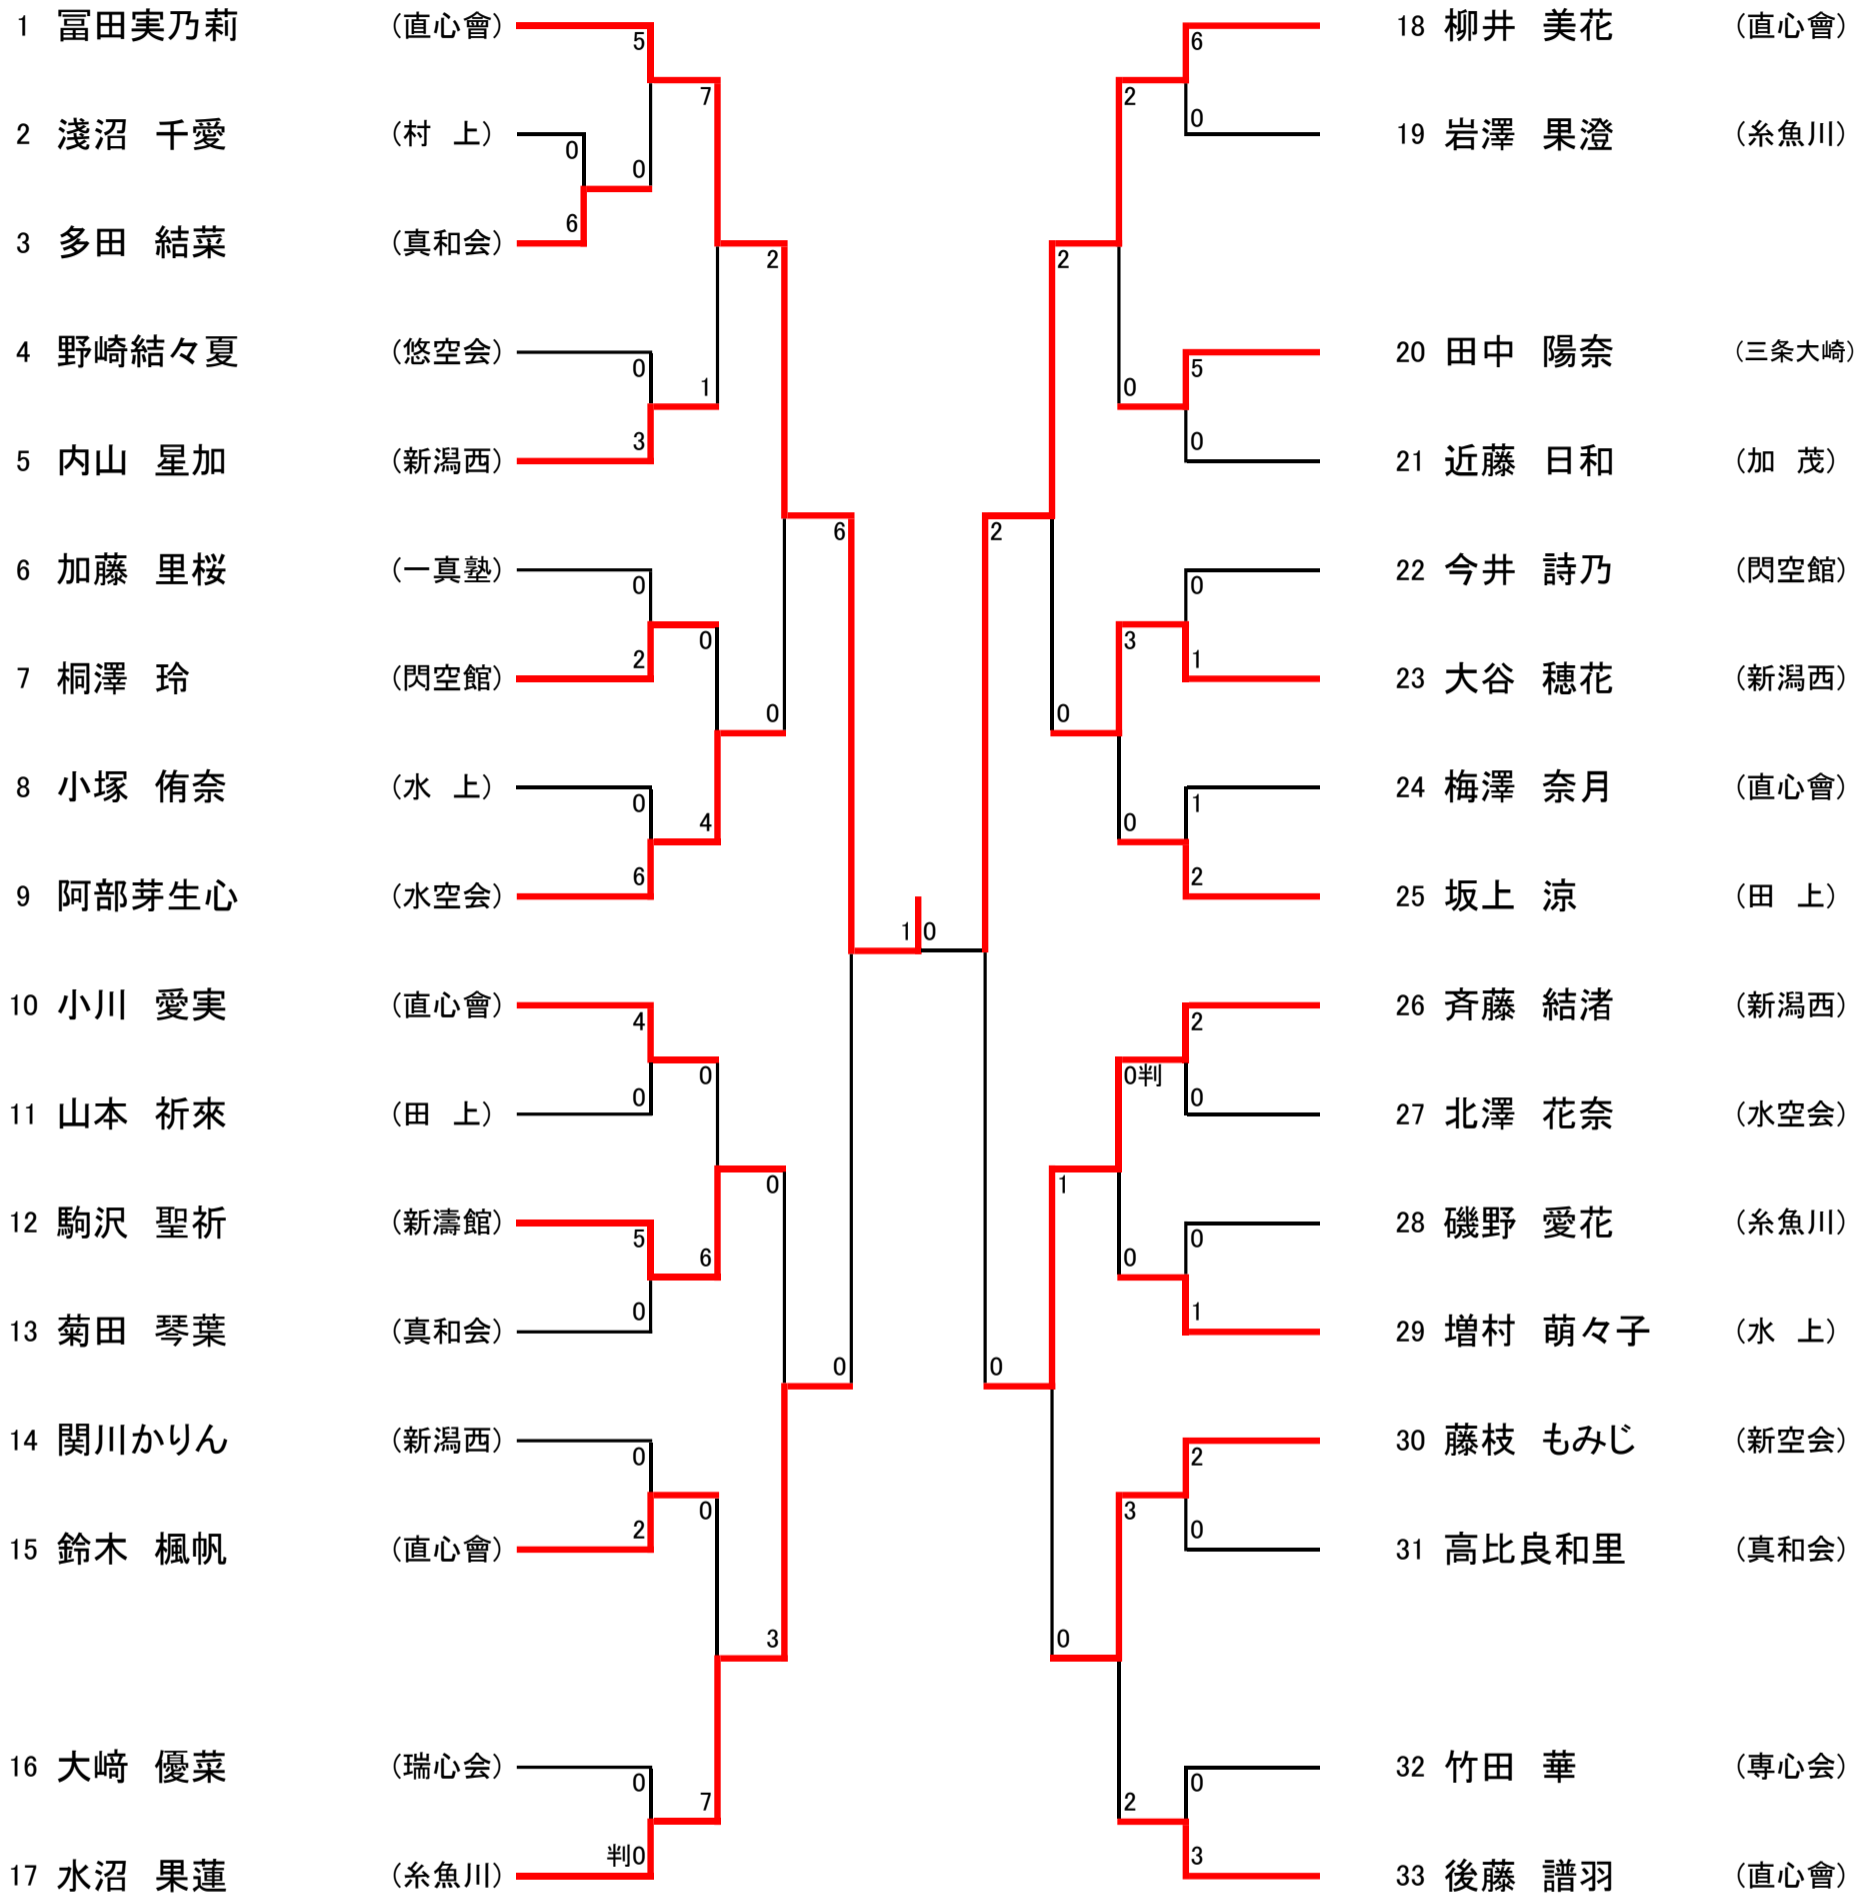 1 冨田実乃莉 (直心會)
5
7
2 淺沼 千愛 (村 上)
0
0
6
3 多田 結菜 (真和会)
2
4 野崎結々夏 (悠空会)
0
1
3
5 内山 星加 (新潟西)
6
6 加藤 里桜 (一真塾)
0
0
2
7 桐澤 玲 (閃空館)
0
8 小塚 侑奈 (水 上)
0
4
6
9 阿部芽生心 (水空会)
1 0
10 小川 愛実 (直心會)
4
0
0
11 山本 祈來 (田 上)
0
12 駒沢 聖祈 (新濤館)
5
6
0
13 菊田 琴葉 (真和会)
0
14 関川かりん (新潟西)
0
0
2
15 鈴木 楓帆 (直心會)
3
16 大﨑 優菜 (瑞心会)
0
7
判0
17 水沼 果蓮 (糸魚川)
18 柳井 美花 (直心會)
6
2
0
19 岩澤 果澄 (糸魚川)
2
20 田中 陽奈 (三条大崎)
5
0
0
21 近藤 日和 (加 茂)
2
22 今井 詩乃 (閃空館)
0
3
1
23 大谷 穂花 (新潟西)
0
24 梅澤 奈月 (直心會)
1
0
2
25 坂上 涼 (田 上)
26 斉藤 結渚 (新潟西)
2
0判
0
27 北澤 花奈 (水空会)
1
28 磯野 愛花 (糸魚川)
0
0
1
29 増村 萌々子 (水 上)
0
30 藤枝 もみじ (新空会)
2
3
0
31 高比良和里 (真和会)
0
32 竹田 華 (専心会)
0
2
3
33 後藤 譜羽 (直心會)